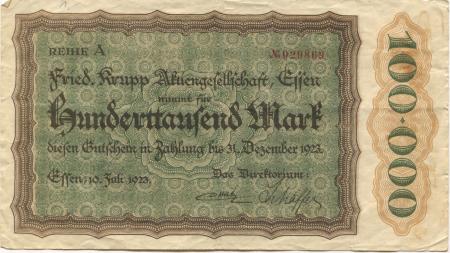 REIHE A
№ 029869
Fried. Krupp Aktiengesellschaft, Essen
nimmt für
Hunderttausend Mark
diesen Gutschein in Zahlung bis 31. Dezember 1923.
Essen, 10. Juli 1923.
Das Direktorium:
100·000